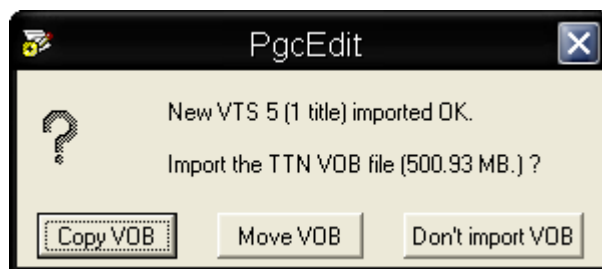 PgcEdit
New VTS 5 (1 title) imported OK.
Import the TTN VOB file (500.93 MB.) ?
Copy VOB Move VOB Don't import VOB